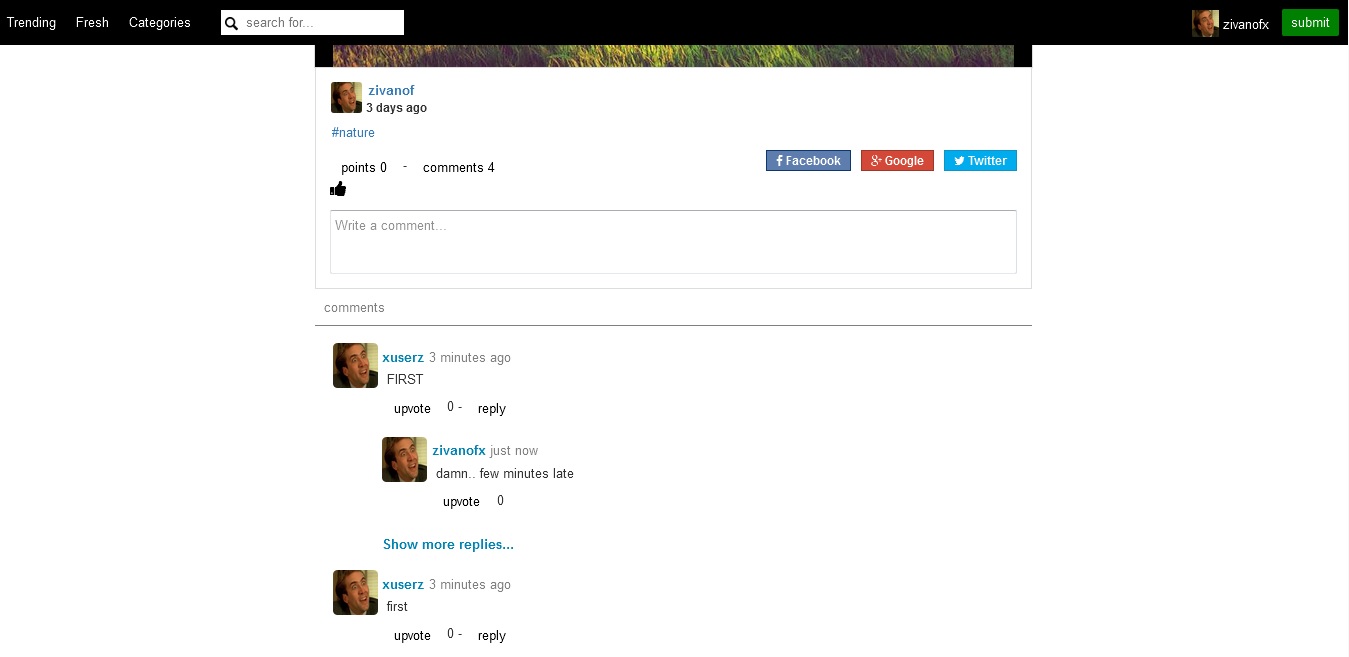 Trending Fresh Categories search for... zivanofx submit
zivanof
3 days ago
#nature
points 0 - comments 4 Facebook Google Twitter
Write a comment...
comments
xuserz 3 minutes ago
FIRST
upvote 0 - reply
zivanofx just now
damn.. few minutes late
upvote 0
Show more replies...
xuserz 3 minutes ago
first
upvote 0 - reply